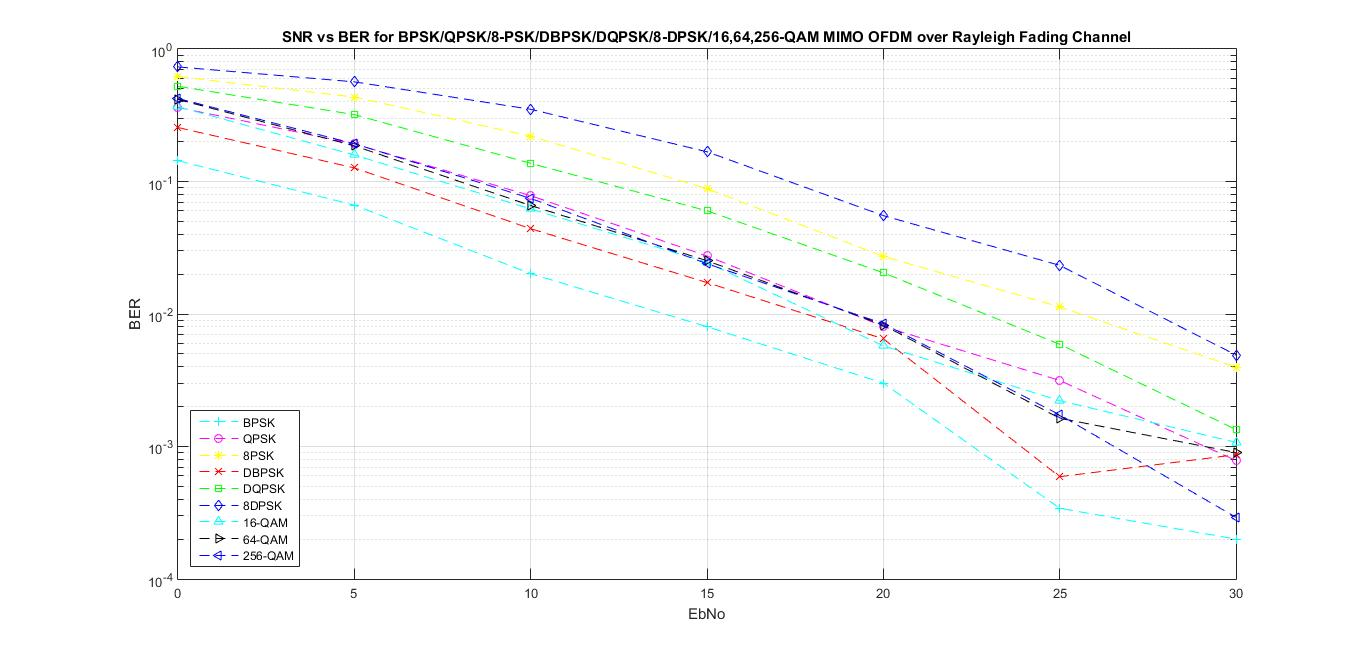 SNR vs BER for BPSK/QPSK/8-PSK/DBPSK/DQPSK/8-DPSK/16,64,256-QAM MIMO OFDM over Rayleigh Fading Channel
10^0
10^-1
10^-2
10^-3
10^-4
BER
BPSK
QPSK
8PSK
DBPSK
DQPSK
8DPSK
16-QAM
64-QAM
256-QAM
0 5 10 15 20 25 30
EbNo